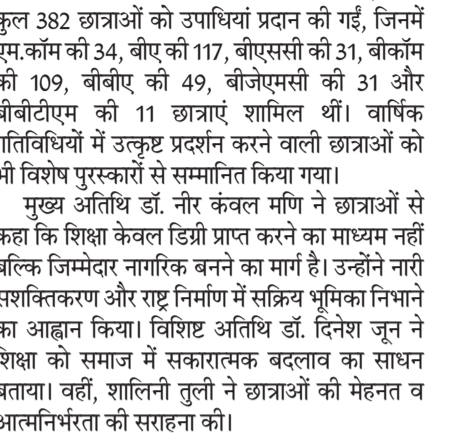 कुल 382 छात्राओं को उपाधियां प्रदान की गईं, जिनमें
एम.कॉम की 34, बीए की 117, बीएससी की 31, बीकॉम
की 109, बीबीए की 49, बीजेएमसी की 31 और
बीबीटीएम की 11 छात्राएं शामिल थीं। वार्षिक
गतिविधियों में उत्कृष्ट प्रदर्शन करने वाली छात्राओं को
भी विशेष पुरस्कारों से सम्मानित किया गया।
मुख्य अतिथि डॉ. नीर कंवल मणि ने छात्राओं से
कहा कि शिक्षा केवल डिग्री प्राप्त करने का माध्यम नहीं
बल्कि जिम्मेदार नागरिक बनने का मार्ग है। उन्होंने नारी
सशक्तिकरण और राष्ट्र निर्माण में सक्रिय भूमिका निभाने
का आह्वान किया। विशिष्ट अतिथि डॉ. दिनेश जून ने
शिक्षा को समाज में सकारात्मक बदलाव का साधन
बताया। वहीं, शालिनी तुली ने छात्राओं की मेहनत व
आत्मनिर्भरता की सराहना की।